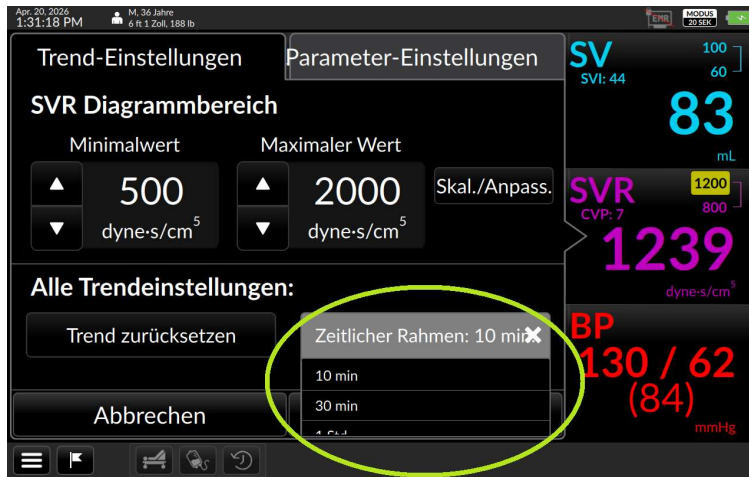 Apr. 20, 2026
1:31:18 PM
M, 36 Jahre
6 ft 1 Zoll, 188 lb
EMR
MODUS
20 SEK
Trend-Einstellungen
Parameter-Einstellungen
SVR Diagrammbereich
Minimalwert
Maximaler Wert
500
dyne·s/cm⁵
2000
dyne·s/cm⁵
Skal./Anpass.
Alle Trendeinstellungen:
Trend zurücksetzen
Zeitlicher Rahmen: 10 min
10 min
30 min
1 Std
Abbrechen
SV
SVI: 44
100
60
83
mL
SVR
CVP: 7
1200
800
1239
dyne·s/cm⁵
BP
130 / 62
(84)
mmHg